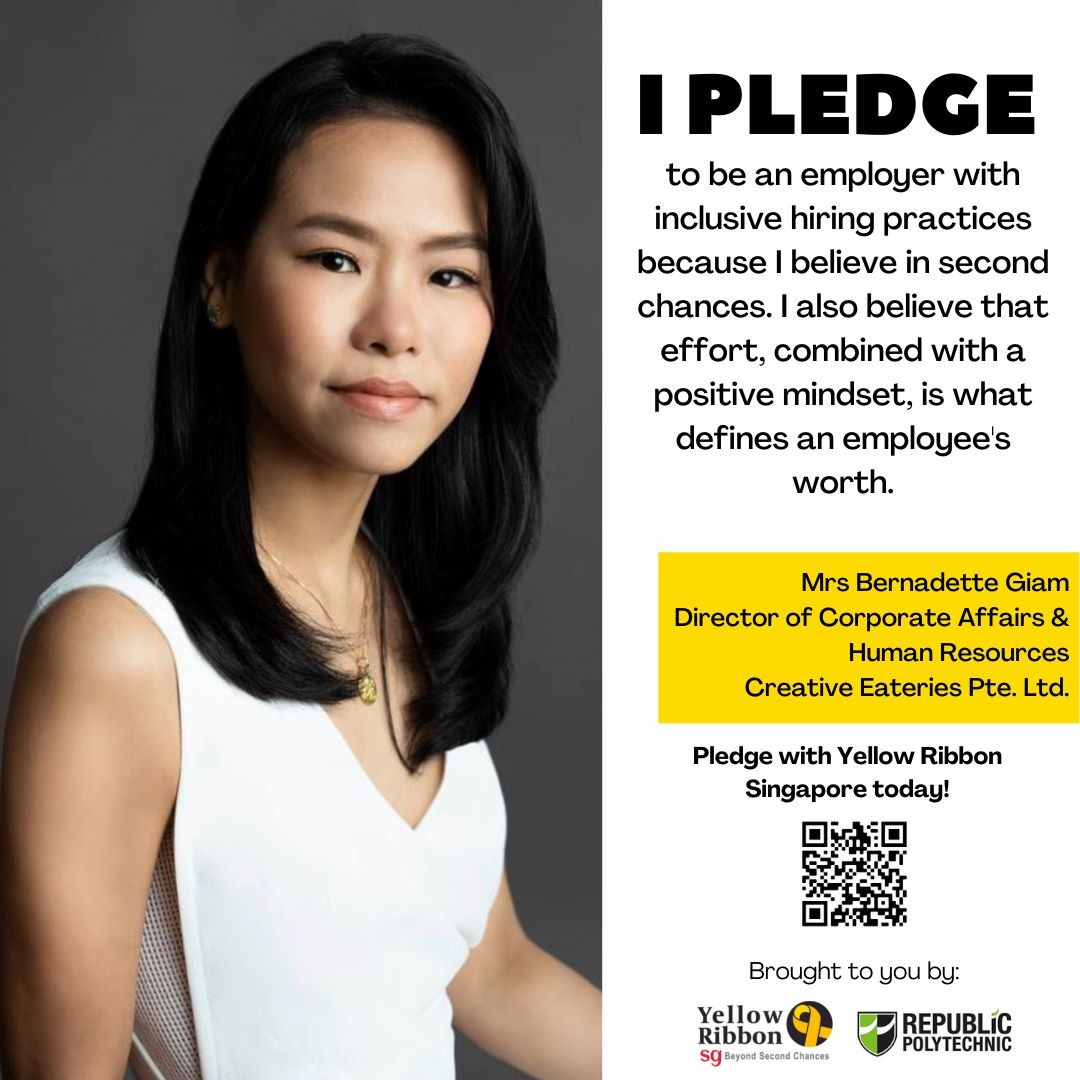 I PLEDGE
to be an employer with
inclusive hiring practices
because I believe in second
chances. I also believe that
effort, combined with a
positive mindset, is what
defines an employee's
worth.
Mrs Bernadette Giam
Director of Corporate Affairs &
Human Resources
Creative Eateries Pte. Ltd.
Pledge with Yellow Ribbon
Singapore today!
Brought to you by:
Yellow
Ribbon
sg Beyond Second Chances
REPUBLIC
POLYTECHNIC